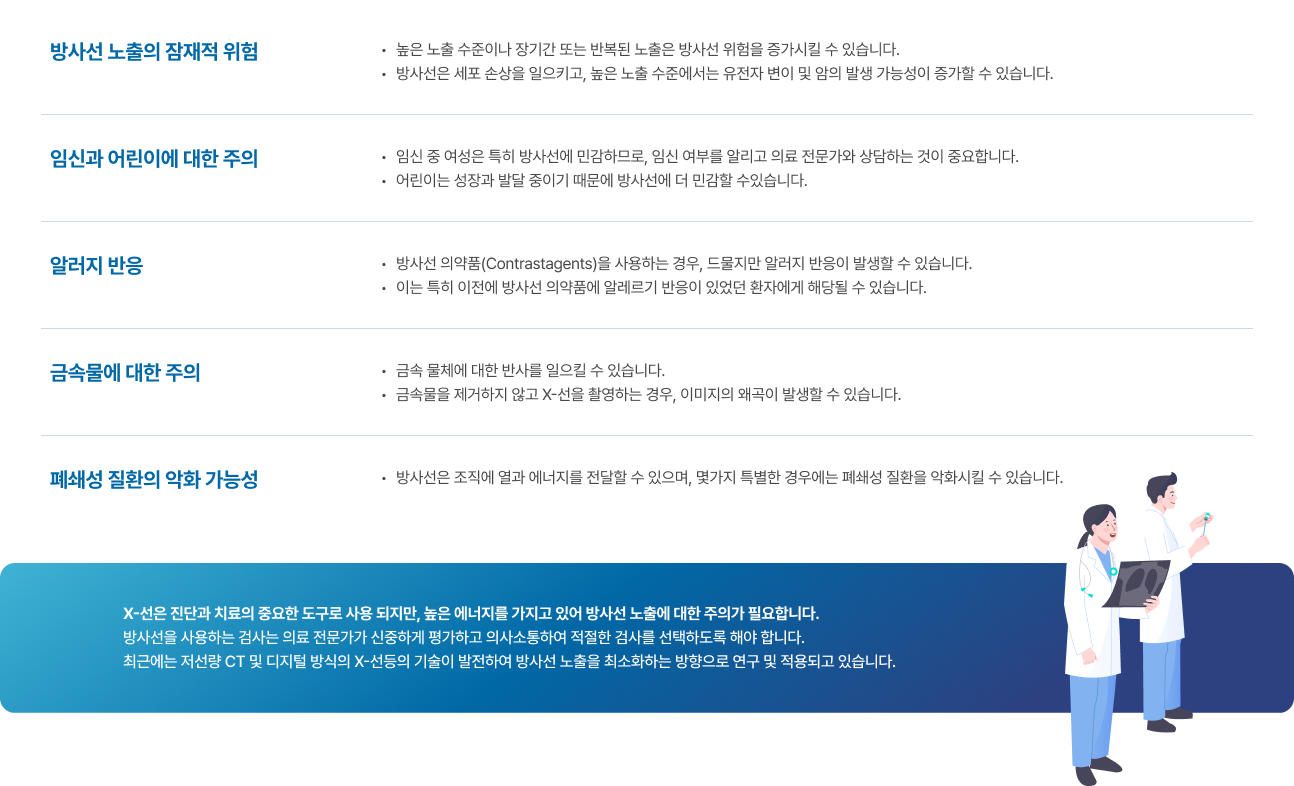 방사선 노출의 잠재적 위험
• 높은 노출 수준이나 장기간 또는 반복된 노출은 방사선 위험을 증가시킬 수 있습니다.
• 방사선은 세포 손상을 일으키고, 높은 노출 수준에서는 유전자 변이 및 암의 발생 가능성이 증가할 수 있습니다.
임신과 어린이에 대한 주의
• 임신 중 여성은 특히 방사선에 민감하므로, 임신 여부를 알리고 의료 전문가와 상담하는 것이 중요합니다.
• 어린이는 성장과 발달 중이기 때문에 방사선에 더 민감할 수있습니다.
알러지 반응
• 방사선 의약품(Contrastagents)을 사용하는 경우, 드물지만 알러지 반응이 발생할 수 있습니다.
• 이는 특히 이전에 방사선 의약품에 알레르기 반응이 있었던 환자에게 해당될 수 있습니다.
금속물에 대한 주의
• 금속 물체에 대한 반사를 일으킬 수 있습니다.
• 금속물을 제거하지 않고 X-선을 촬영하는 경우, 이미지의 왜곡이 발생할 수 있습니다.
폐쇄성 질환의 악화 가능성
• 방사선은 조직에 열과 에너지를 전달할 수 있으며, 몇가지 특별한 경우에는 폐쇄성 질환을 악화시킬 수 있습니다.
X-선은 진단과 치료의 중요한 도구로 사용 되지만, 높은 에너지를 가지고 있어 방사선 노출에 대한 주의가 필요합니다.
방사선을 사용하는 검사는 의료 전문가가 신중하게 평가하고 의사소통하여 적절한 검사를 선택하도록 해야 합니다.
최근에는 저선량 CT 및 디지털 방식의 X-선등의 기술이 발전하여 방사선 노출을 최소화하는 방향으로 연구 및 적용되고 있습니다.